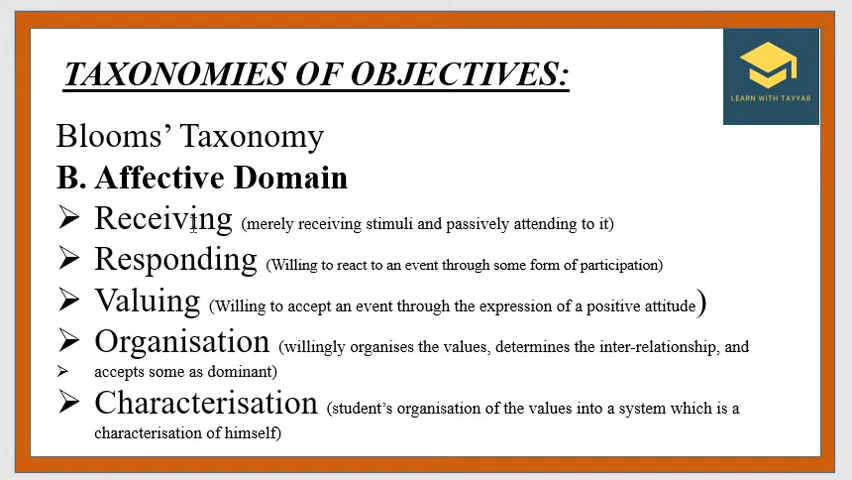 TAXONOMIES OF OBJECTIVES:
LEARN WITH TAYYAB
Blooms’ Taxonomy
B. Affective Domain
➢ Receiving (merely receiving stimuli and passively attending to it)
➢ Responding (Willing to react to an event through some form of participation)
➢ Valuing (Willing to accept an event through the expression of a positive attitude)
➢ Organisation (willingly organises the values, determines the inter-relationship, and
➢ accepts some as dominant)
➢ Characterisation (student’s organisation of the values into a system which is a
characterisation of himself)